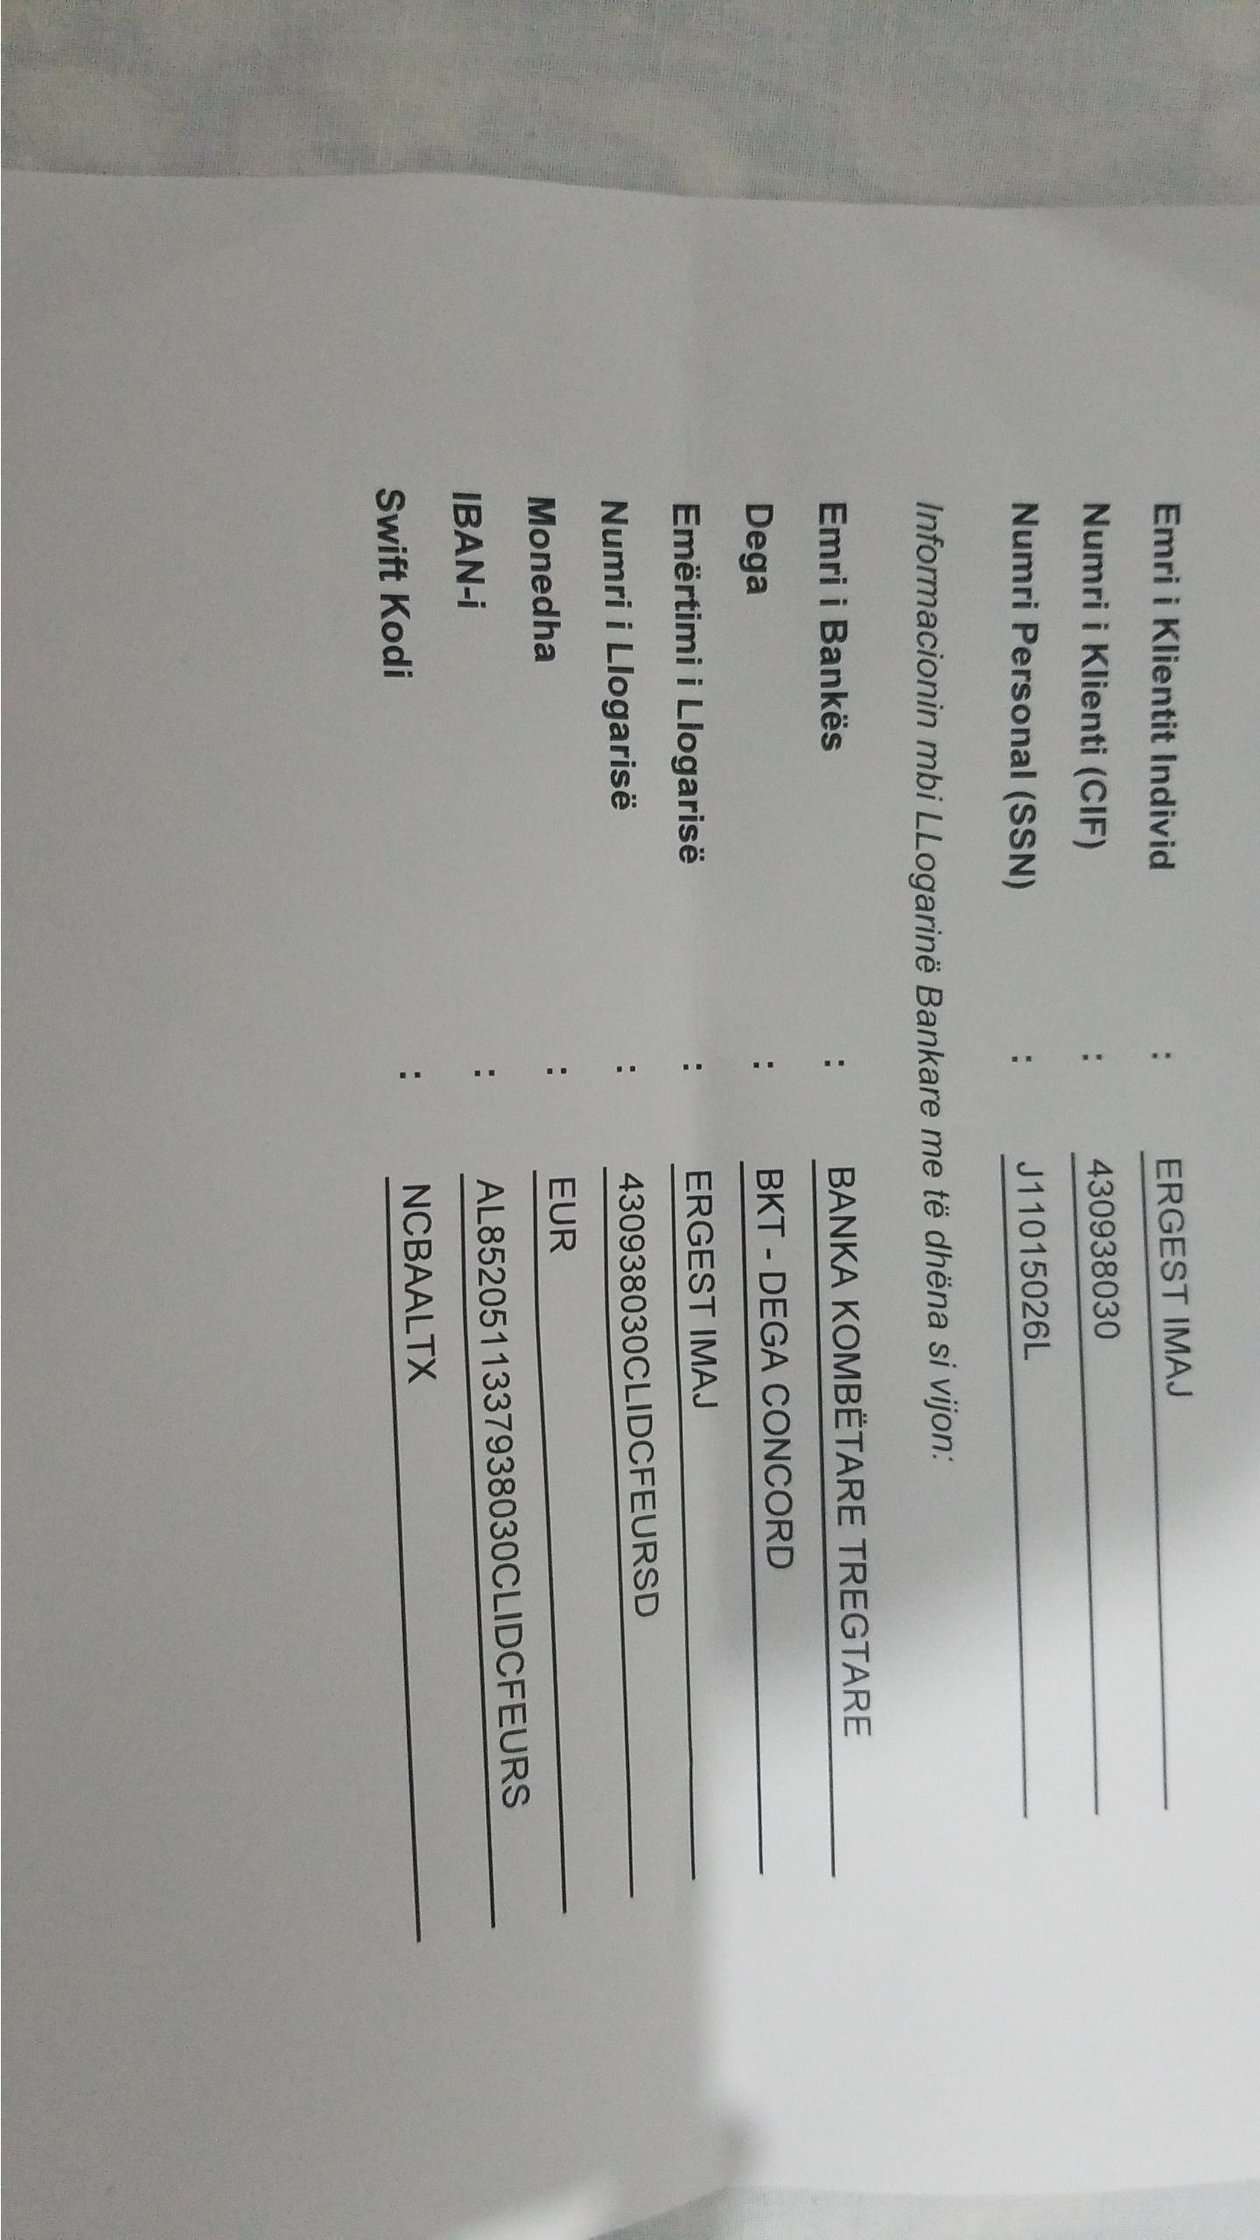 Emri i Klientit Individ : ERGEST IMAJ
Numri i Klienti (CIF) : 430938030
Numri Personal (SSN) : J11015026L
Informacionin mbi LLogarinë Bankare me të dhëna si vijon:
Emri i Bankës : BANKA KOMBËTARE TREGTARE
Dega : BKT - DEGA CONCORD
Emërtimi i Llogarisë : ERGEST IMAJ
Numri i Llogarisë : 430938030CLIDCFEURSD
Monedha : EUR
IBAN-i : AL8520511337938030CLIDCFEURS
Swift Kodi : NCBAALTX